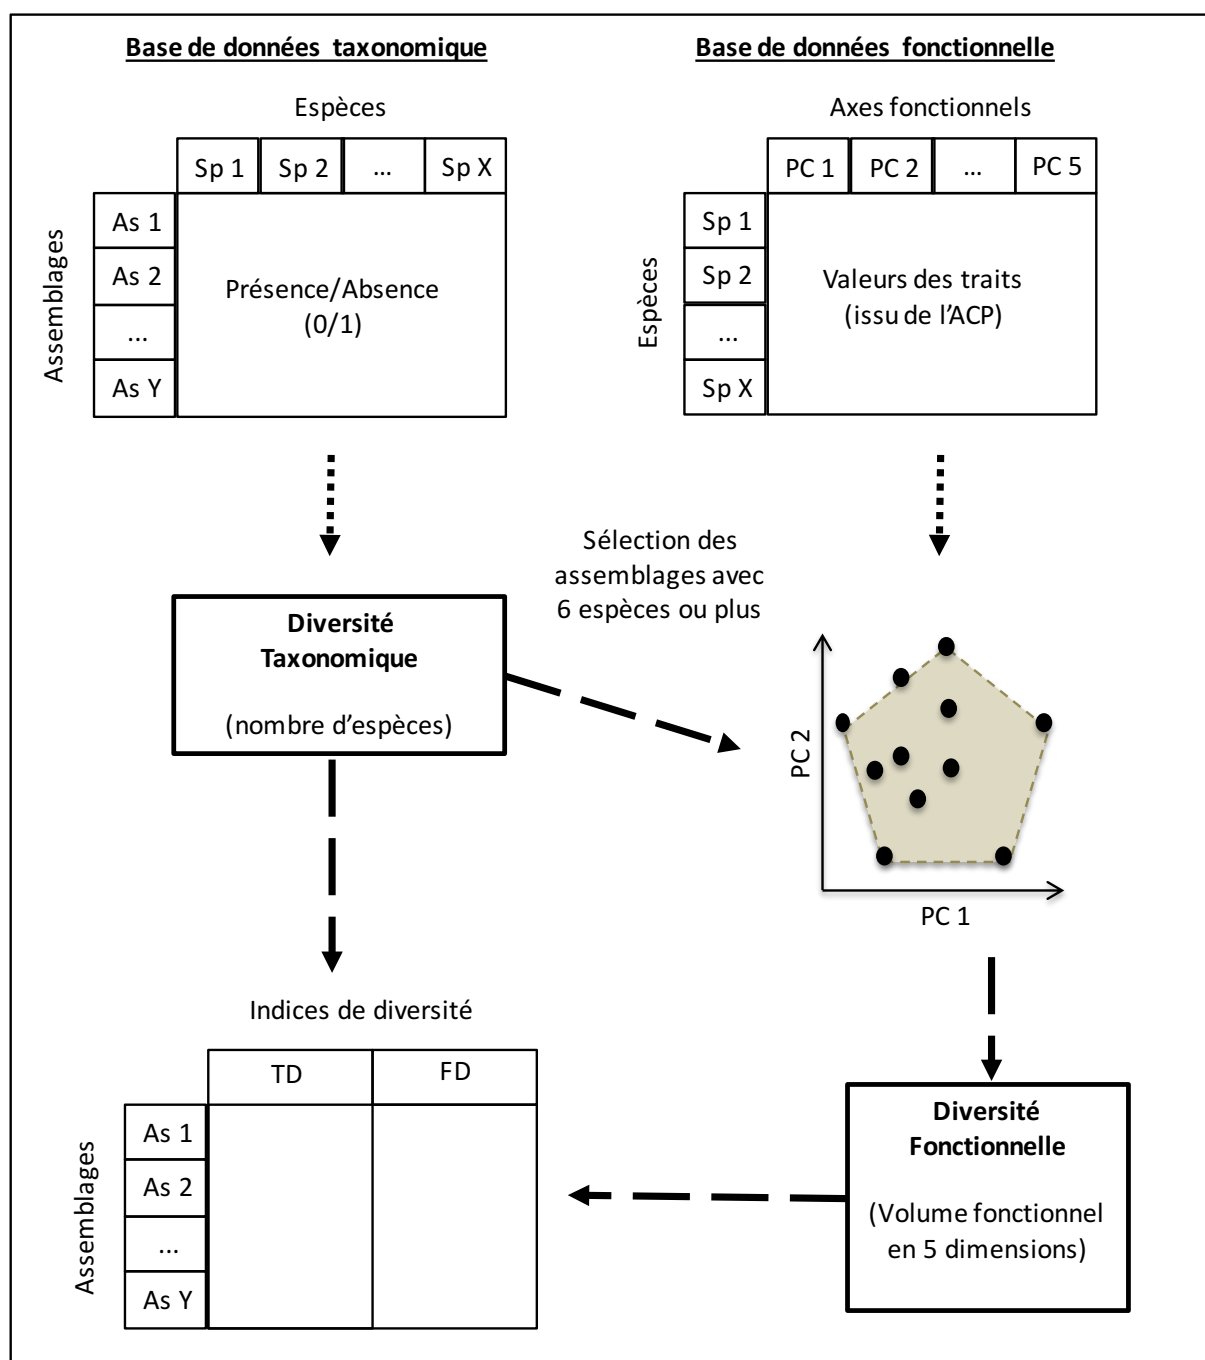 Base de données taxonomique
Base de données fonctionnelle
Espèces
Axes fonctionnels
Sp 1
Sp 2
...
Sp X
PC 1
PC 2
...
PC 5
Assemblages
As 1
As 2
...
As Y
Présence/Absence
(0/1)
Espèces
Sp 1
Sp 2
...
Sp X
Valeurs des traits
(issu de l'ACP)
Sélection des
assemblages avec
6 espèces ou plus
Diversité
Taxonomique
(nombre d'espèces)
PC 2
PC 1
Indices de diversité
TD
FD
Assemblages
As 1
As 2
...
As Y
Diversité
Fonctionnelle
(Volume fonctionnel
en 5 dimensions)